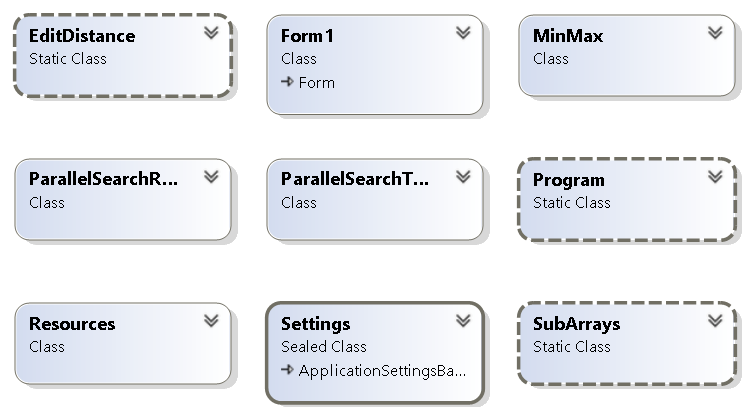 EditDistance
Static Class
Form1
Class
Form
MinMax
Class
ParallelSearchR...
Class
ParallelSearchT...
Class
Program
Static Class
Resources
Class
Settings
Sealed Class
ApplicationSettingsBa...
SubArrays
Static Class